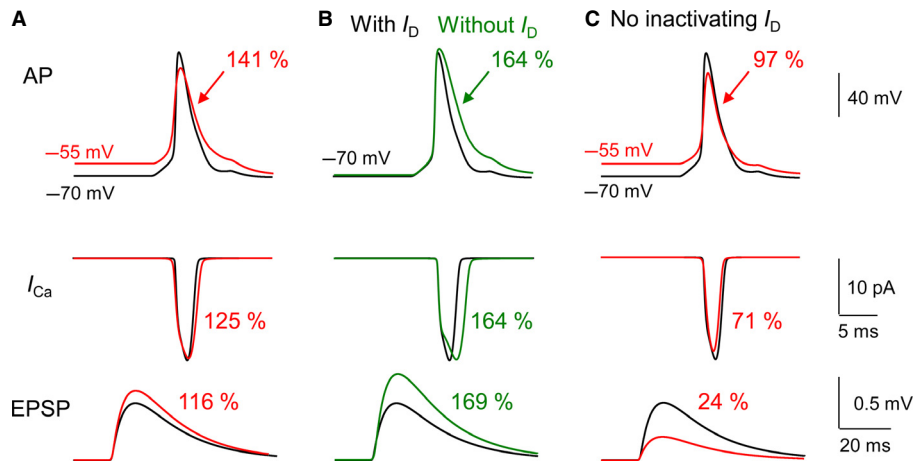 A
B
C
With I_D
Without I_D
No inactivating I_D
AP
141 %
164 %
97 %
40 mV
–55 mV
–70 mV
–70 mV
–55 mV
–70 mV
I_Ca
125 %
164 %
71 %
10 pA
5 ms
EPSP
116 %
169 %
24 %
0.5 mV
20 ms